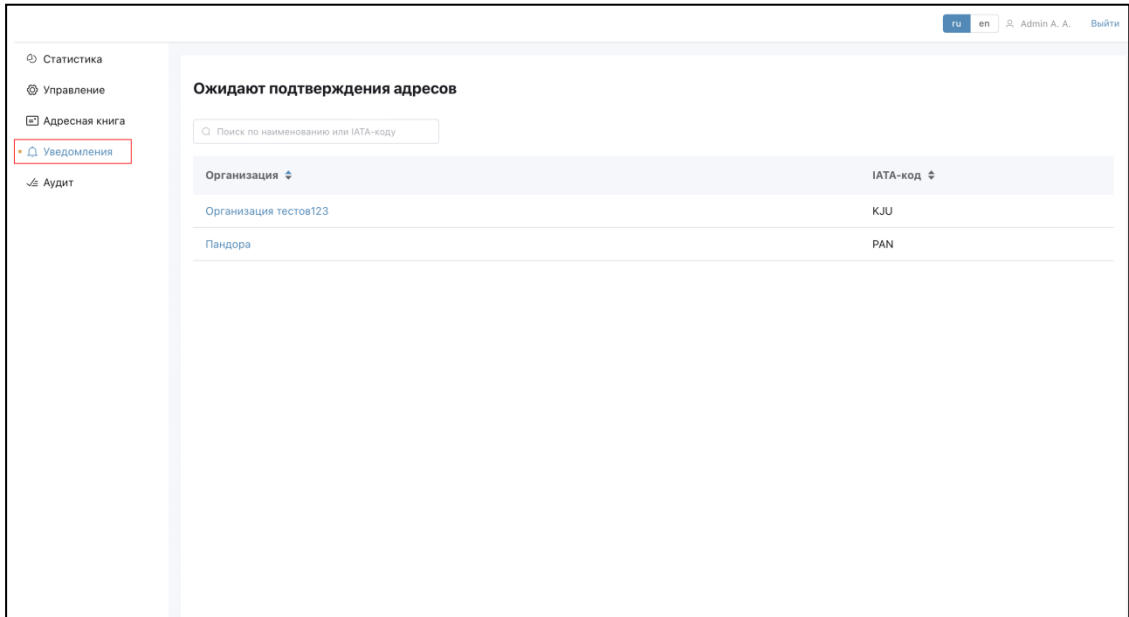 ru en Admin A. A. Выйти
Статистика
Управление
Адресная книга
Уведомления
Аудит
Ожидают подтверждения адресов
Поиск по наименованию или IATA-коду
Организация IATA-код
Организация тестов123 KJU
Пандора PAN